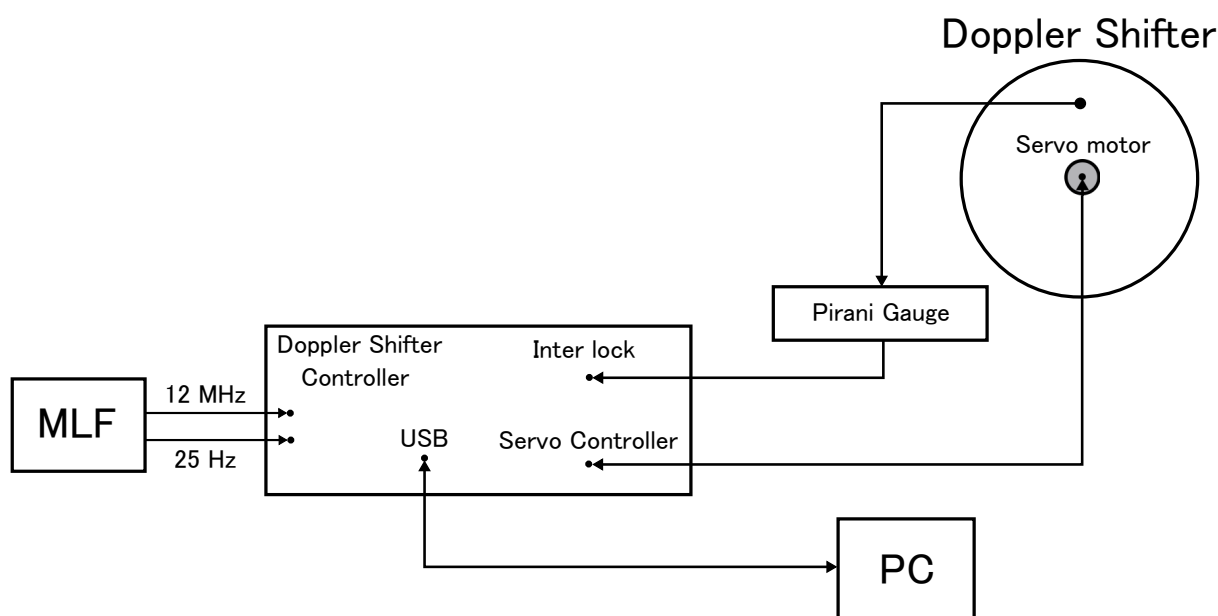 Doppler Shifter
Servo motor
Pirani Gauge
Doppler Shifter
Controller
Inter lock
12 MHz
MLF
25 Hz
USB
Servo Controller
PC